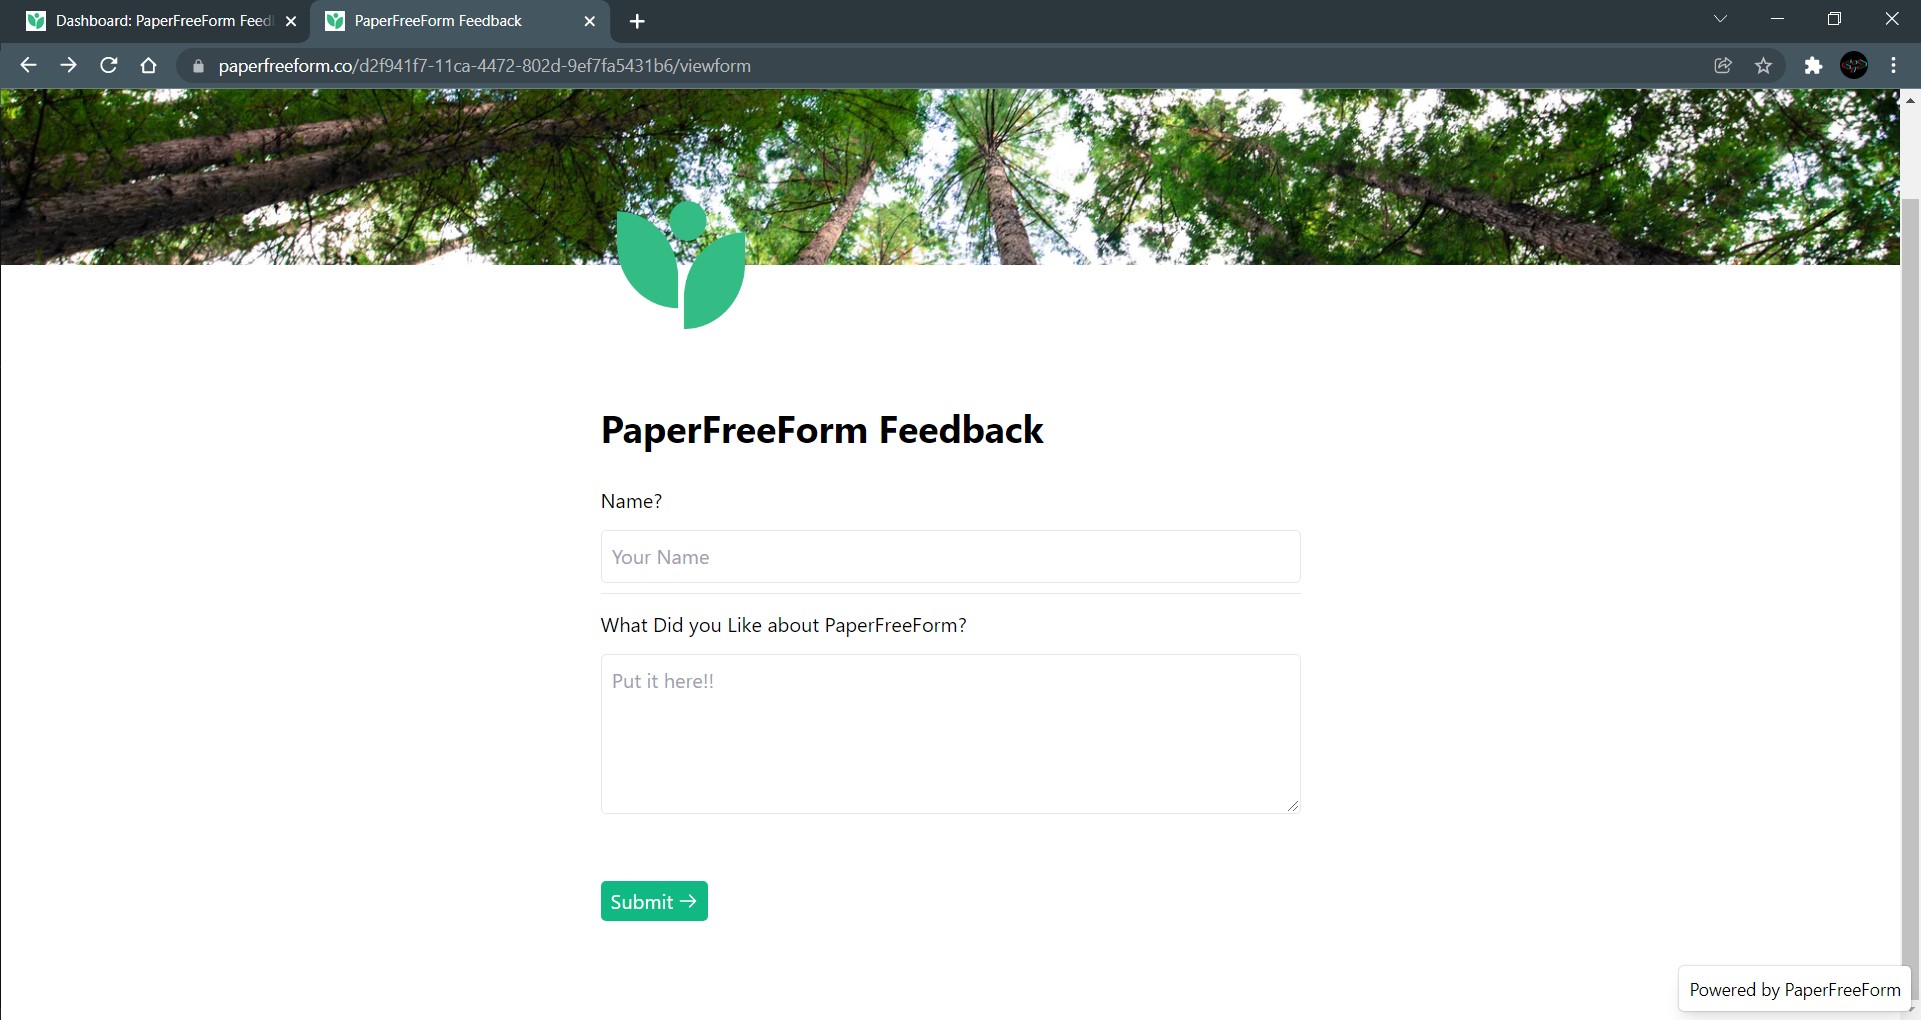 Dashboard: PaperFreeForm Feed
PaperFreeForm Feedback
paperfreeform.co/d2f941f7-11ca-4472-802d-9ef7fa5431b6/viewform
PaperFreeForm Feedback
Name?
Your Name
What Did you Like about PaperFreeForm?
Put it here!!
Submit →
Powered by PaperFreeForm